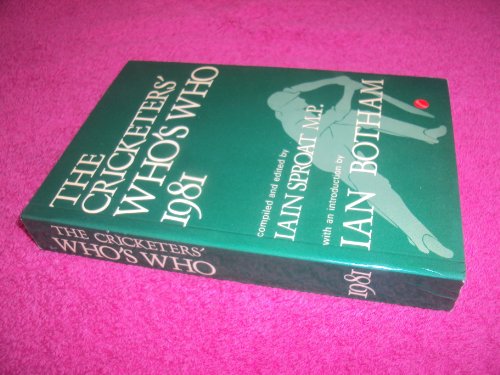 THE
CRICKETERS'
WHO'S WHO
1981
compiled and edited by
IAIN SPROAT M.P.
with an introduction by
IAN BOTHAM
THE CRICKETERS'
WHO'S WHO
1981